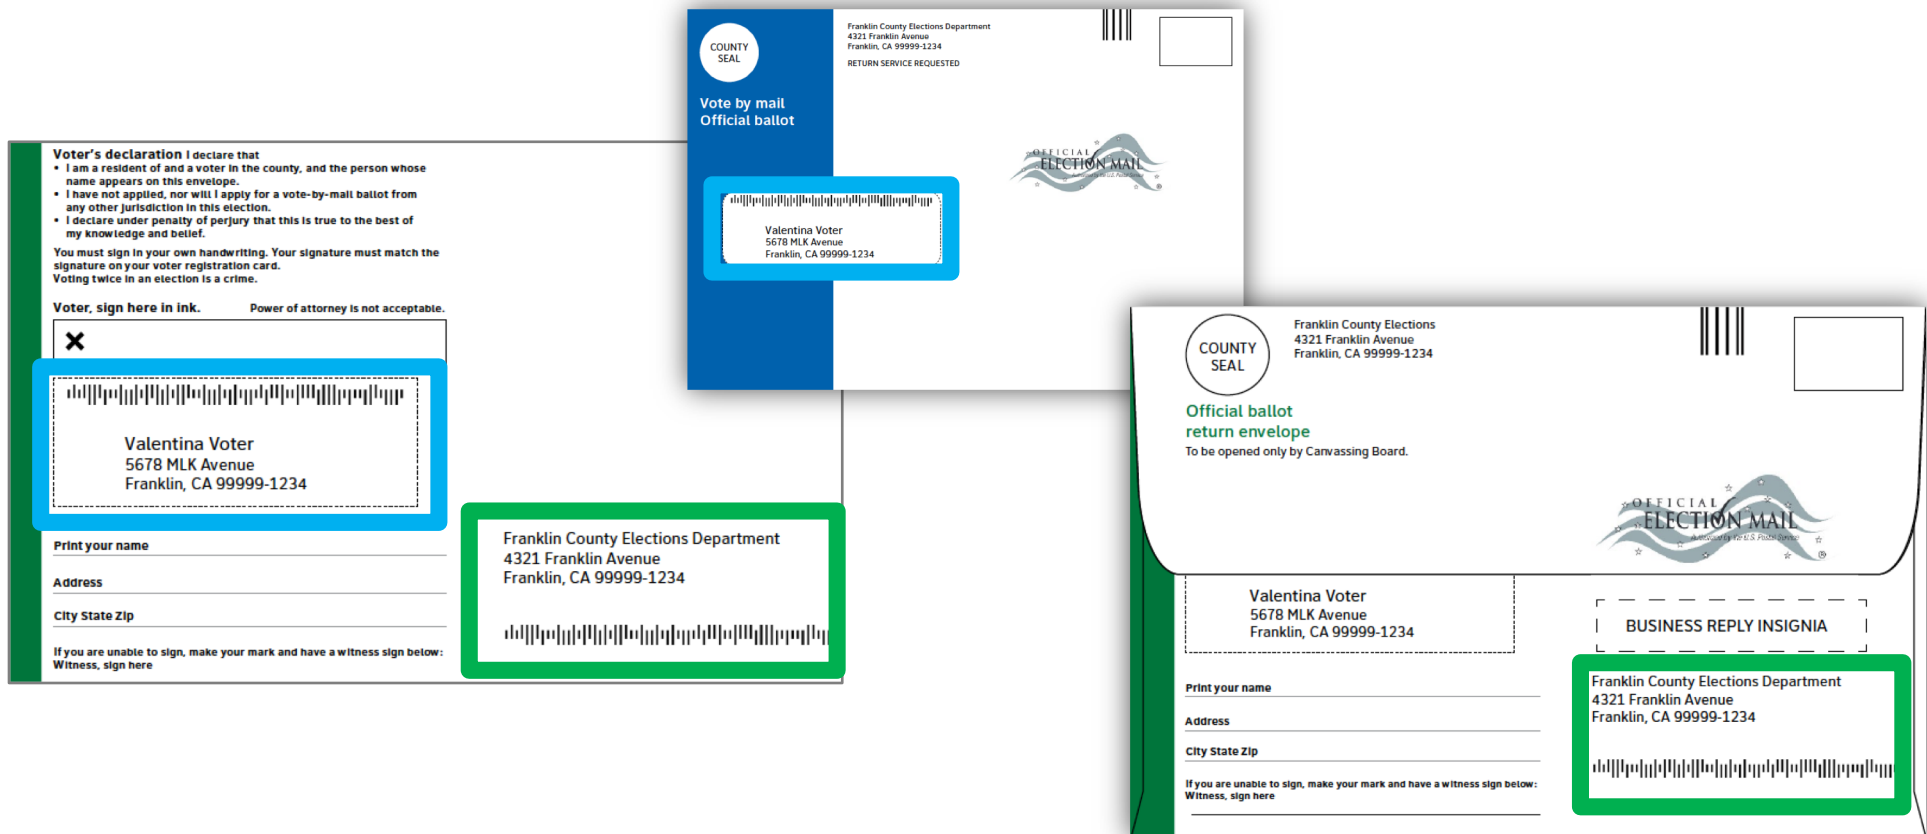 Voter's declaration I declare that
• I am a resident of and a voter in the county, and the person whose
name appears on this envelope.
• I have not applied, nor will I apply for a vote-by-mail ballot from
any other jurisdiction in this election.
• I declare under penalty of perjury that this is true to the best of
my knowledge and belief.
You must sign in your own handwriting. Your signature must match the
signature on your voter registration card.
Voting twice in an election is a crime.
Voter, sign here in ink. Power of attorney is not acceptable.
Valentina Voter
5678 MLK Avenue
Franklin, CA 99999-1234
Print your name
Address
City State Zip
If you are unable to sign, make your mark and have a witness sign below:
Witness, sign here
Franklin County Elections Department
4321 Franklin Avenue
Franklin, CA 99999-1234
COUNTY
SEAL
Vote by mail
Official ballot
Franklin County Elections Department
4321 Franklin Avenue
Franklin, CA 99999-1234
RETURN SERVICE REQUESTED
OFFICIAL
ELECTION MAIL
Authorized by the U.S. Postal Service
®
Valentina Voter
5678 MLK Avenue
Franklin, CA 99999-1234
COUNTY
SEAL
Franklin County Elections
4321 Franklin Avenue
Franklin, CA 99999-1234
Official ballot
return envelope
To be opened only by Canvassing Board.
OFFICIAL
ELECTION MAIL
Authorized by the U.S. Postal Service
®
Valentina Voter
5678 MLK Avenue
Franklin, CA 99999-1234
BUSINESS REPLY INSIGNIA
Print your name
Address
City State Zip
If you are unable to sign, make your mark and have a witness sign below:
Witness, sign here
Franklin County Elections Department
4321 Franklin Avenue
Franklin, CA 99999-1234